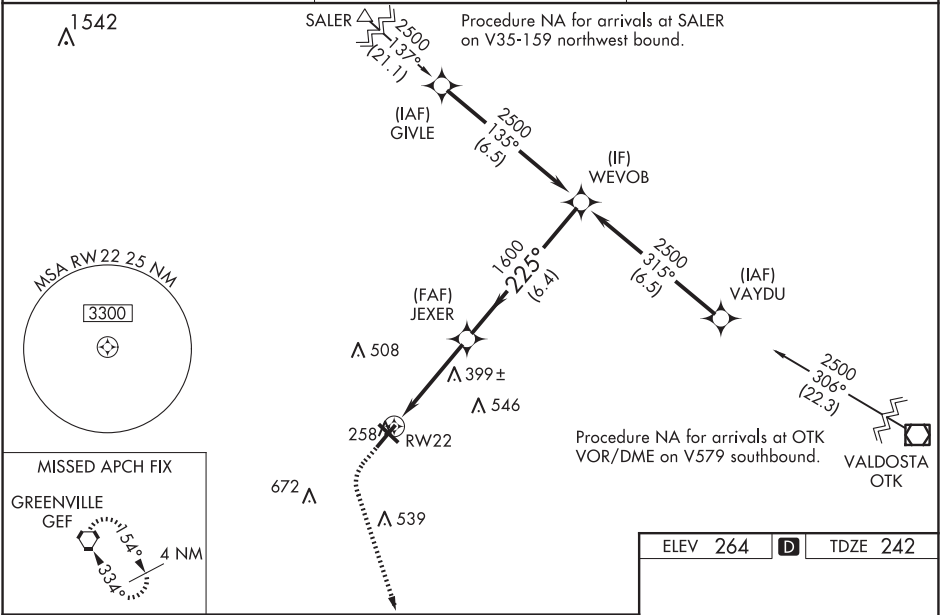 1542
SALER
2500
137°
(21.1)
Procedure NA for arrivals at SALER
on V35-159 northwest bound.
(IAF)
GIVLE
2500
135°
(6.5)
(IF)
WEVOB
2500
315°
(6.5)
(IAF)
VAYDU
1600
225°
(6.4)
(FAF)
JEXER
MSA RW22 25 NM
3300
508
399±
546
258
RW22
2500
306°
(22.3)
Procedure NA for arrivals at OTK
VOR/DME on V579 southbound.
VALDOSTA
OTK
MISSED APCH FIX
GREENVILLE
GEF
154°
4 NM
334°
672
539
ELEV 264 D TDZE 242